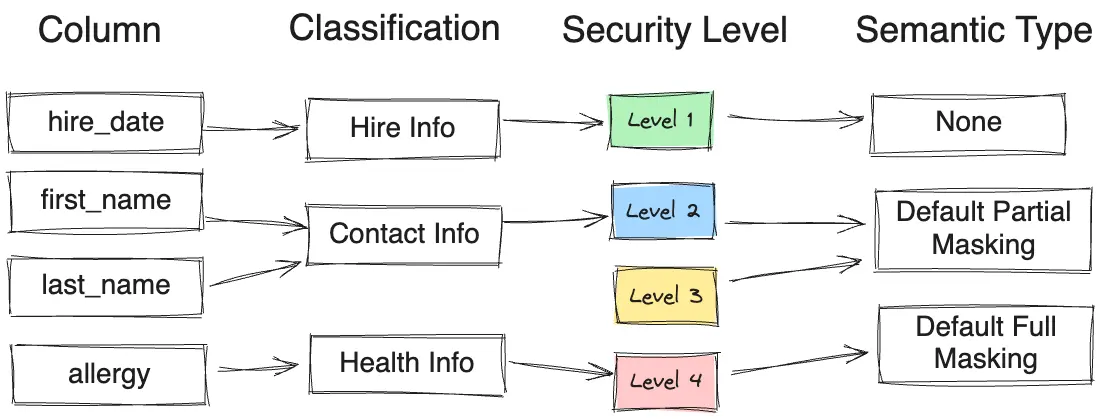 Column
Classification
Security Level
Semantic Type
hire_date
Hire Info
Level 1
None
first_name
last_name
Contact Info
Level 2
Level 3
Default Partial
Masking
allergy
Health Info
Level 4
Default Full
Masking